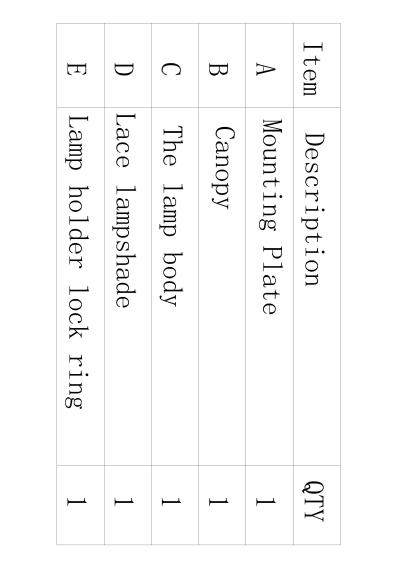 Item Description QTY
A Mounting Plate 1
B Canopy 1
C The lamp body 1
D Lace lampshade 1
E Lamp holder lock ring 1